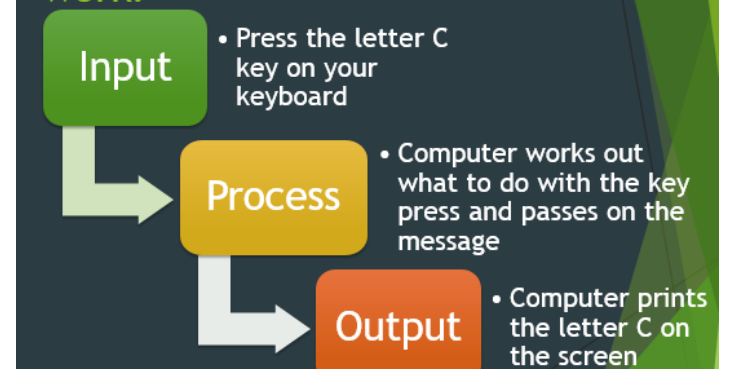 Input
• Press the letter C
key on your
keyboard
Process
• Computer works out
what to do with the key
press and passes on the
message
Output
• Computer prints
the letter C on
the screen